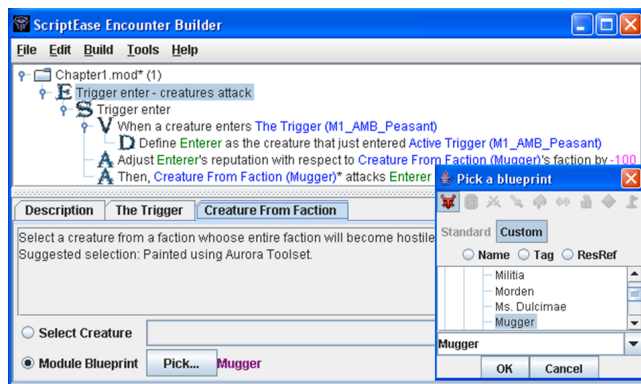 ScriptEase Encounter Builder
File Edit Build Tools Help
Chapter1.mod* (1)
E Trigger enter - creatures attack
S Trigger enter
V When a creature enters The Trigger (M1_AMB_Peasant)
D Define Enterer as the creature that just entered Active Trigger (M1_AMB_Peasant)
A Adjust Enterer's reputation with respect to Creature From Faction (Mugger)'s faction by -100
A Then, Creature From Faction (Mugger)* attacks Enterer
Description The Trigger Creature From Faction
Select a creature from a faction whoose entire faction will become hostile
Suggested selection: Painted using Aurora Toolset.
Select Creature
Module Blueprint Pick... Mugger
Pick a blueprint
Standard Custom
Name Tag ResRef
Militia
Morden
Ms. Dulcimae
Mugger
Mugger
OK Cancel